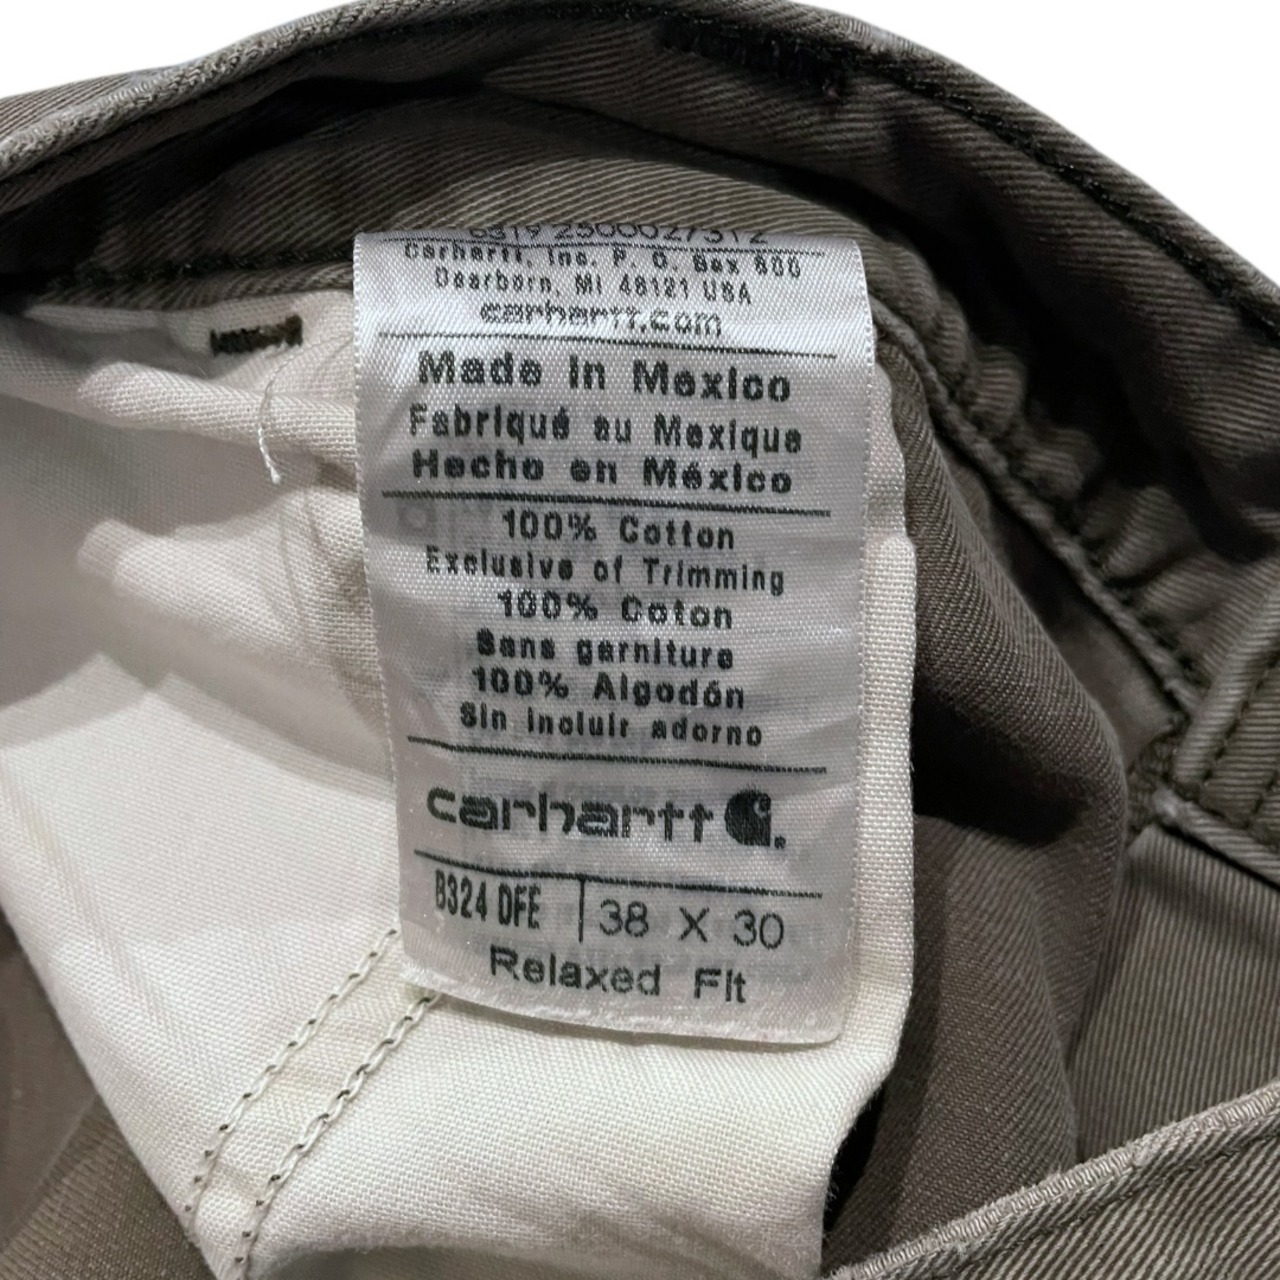 6319 2500027312
Carhartt, Inc. P. O. Box 600
Dearborn, MI 48121 USA
carhartt.com
Made in Mexico
Fabriqué au Mexique
Hecho en México
100% Cotton
Exclusive of Trimming
100% Coton
Sans garniture
100% Algodón
Sin incluir adorno
carhartt
B324 DFE 38 X 30
Relaxed Fit